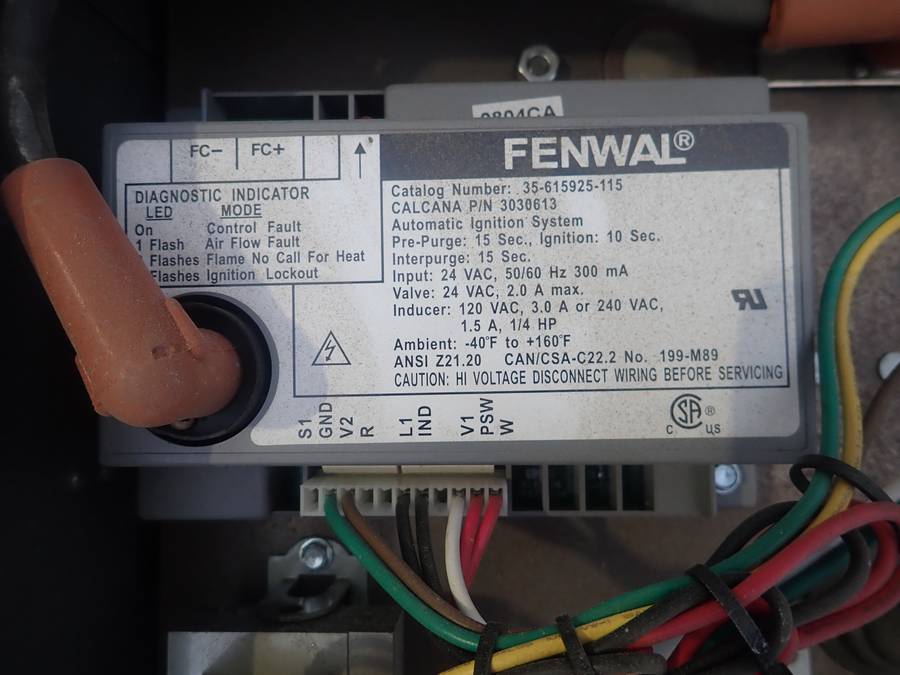 0804CA
FC- FC+
FENWAL®
DIAGNOSTIC INDICATOR
LED MODE
On Control Fault
1 Flash Air Flow Fault
Flashes Flame No Call For Heat
Flashes Ignition Lockout
Catalog Number: 35-615925-115
CALCANA P/N 3030613
Automatic Ignition System
Pre-Purge: 15 Sec., Ignition: 10 Sec.
Interpurge: 15 Sec.
Input: 24 VAC, 50/60 Hz 300 mA
Valve: 24 VAC, 2.0 A max.
Inducer: 120 VAC, 3.0 A or 240 VAC,
1.5 A, 1/4 HP
Ambient: -40°F to +160°F
ANSI Z21.20 CAN/CSA-C22.2 No. 199-M89
CAUTION: HI VOLTAGE DISCONNECT WIRING BEFORE SERVICING
S1
GND
V2
R
L1
IND
V1
PSW
W
C SA ® US